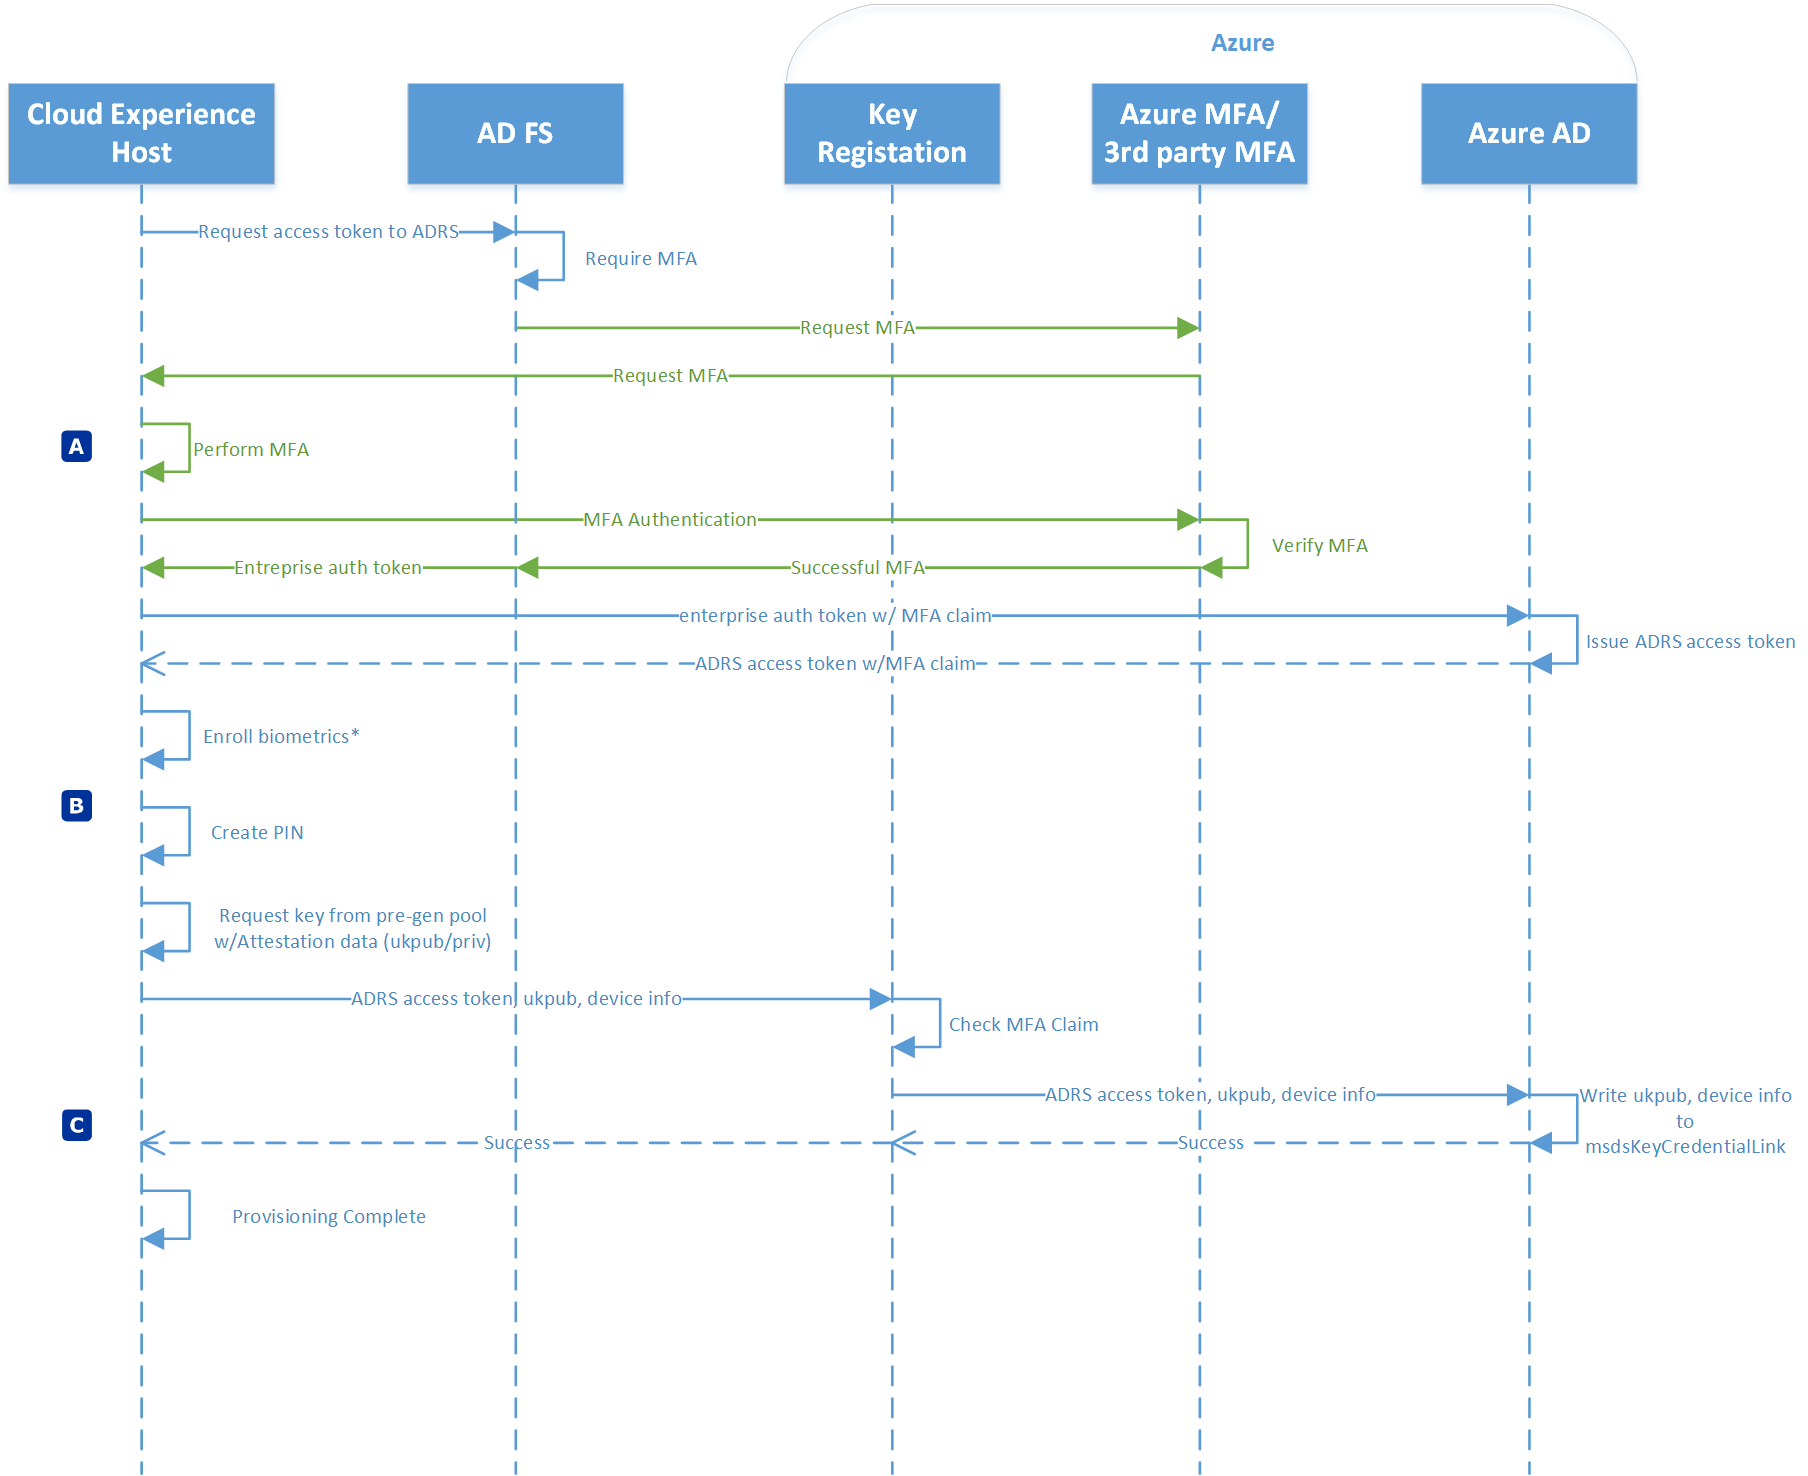 Azure
Cloud Experience
Host
AD FS
Key
Registation
Azure MFA/
3rd party MFA
Azure AD
Request access token to ADRS
Require MFA
Request MFA
Request MFA
A
Perform MFA
MFA Authentication
Verify MFA
Entreprise auth token
Successful MFA
enterprise auth token w/ MFA claim
Issue ADRS access token
ADRS access token w/MFA claim
Enroll biometrics*
B
Create PIN
Request key from pre-gen pool
w/Attestation data (ukpub/priv)
ADRS access token, ukpub, device info
Check MFA Claim
ADRS access token, ukpub, device info
Write ukpub, device info
to
msdsKeyCredentialLink
C
Success
Success
Provisioning Complete